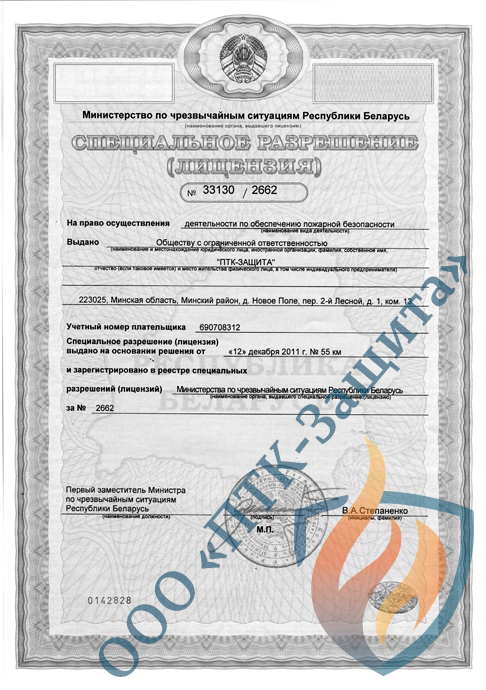 Министерство по чрезвычайным ситуациям Республики Беларусь
(наименование органа, выдавшего лицензию)
СПЕЦИАЛЬНОЕ РАЗРЕШЕНИЕ
(ЛИЦЕНЗИЯ)
№ 33130 / 2662
На право осуществления деятельности по обеспечению пожарной безопасности
(наименование вида деятельности)
Выдано Обществу с ограниченной ответственностью
(наименование и местонахождение юридического лица, иностранной организации, фамилия, собственное имя,
"ПТК-ЗАЩИТА"
отчество (если таковое имеется) и место жительства физического лица, в том числе индивидуального предпринимателя)
223025, Минская область, Минский район, д. Новое Поле, пер. 2-й Лесной, д. 1, ком. 13
Учетный номер плательщика 690708312
Специальное разрешение (лицензия)
выдано на основании решения от «12» декабря 2011 г. № 55 км
и зарегистрировано в реестре специальных
разрешений (лицензий) Министерства по чрезвычайным ситуациям Республики Беларусь
(наименование органа, выдавшего специальное разрешение (лицензию)
за № 2662
Первый заместитель Министра
по чрезвычайным ситуациям
Республики Беларусь
(наименование должности)
(подпись)
В.А.Степаненко
(инициалы, фамилия)
М.П.
0142828
ООО «ПТК-Защита»